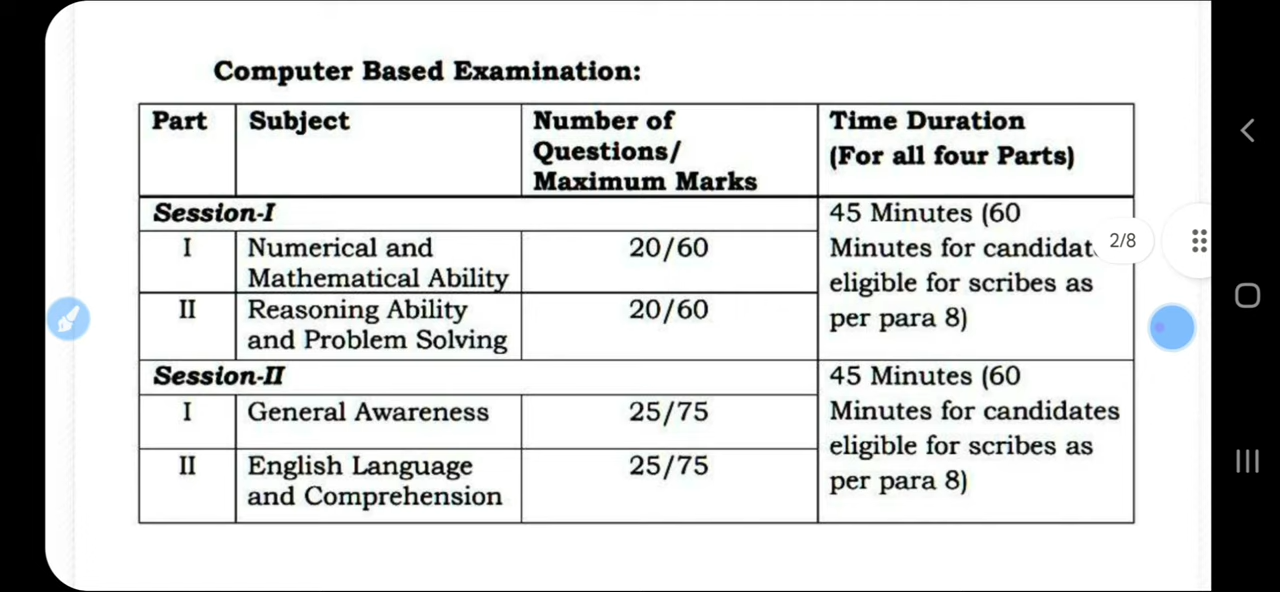 Computer Based Examination:
Part
Subject
Number of
Questions/
Maximum Marks
Time Duration
(For all four Parts)
Session-I
45 Minutes (60
Minutes for candidat
eligible for scribes as
per para 8)
I
Numerical and
Mathematical Ability
20/60
II
Reasoning Ability
and Problem Solving
20/60
Session-II
45 Minutes (60
Minutes for candidates
eligible for scribes as
per para 8)
I
General Awareness
25/75
II
English Language
and Comprehension
25/75
2/8